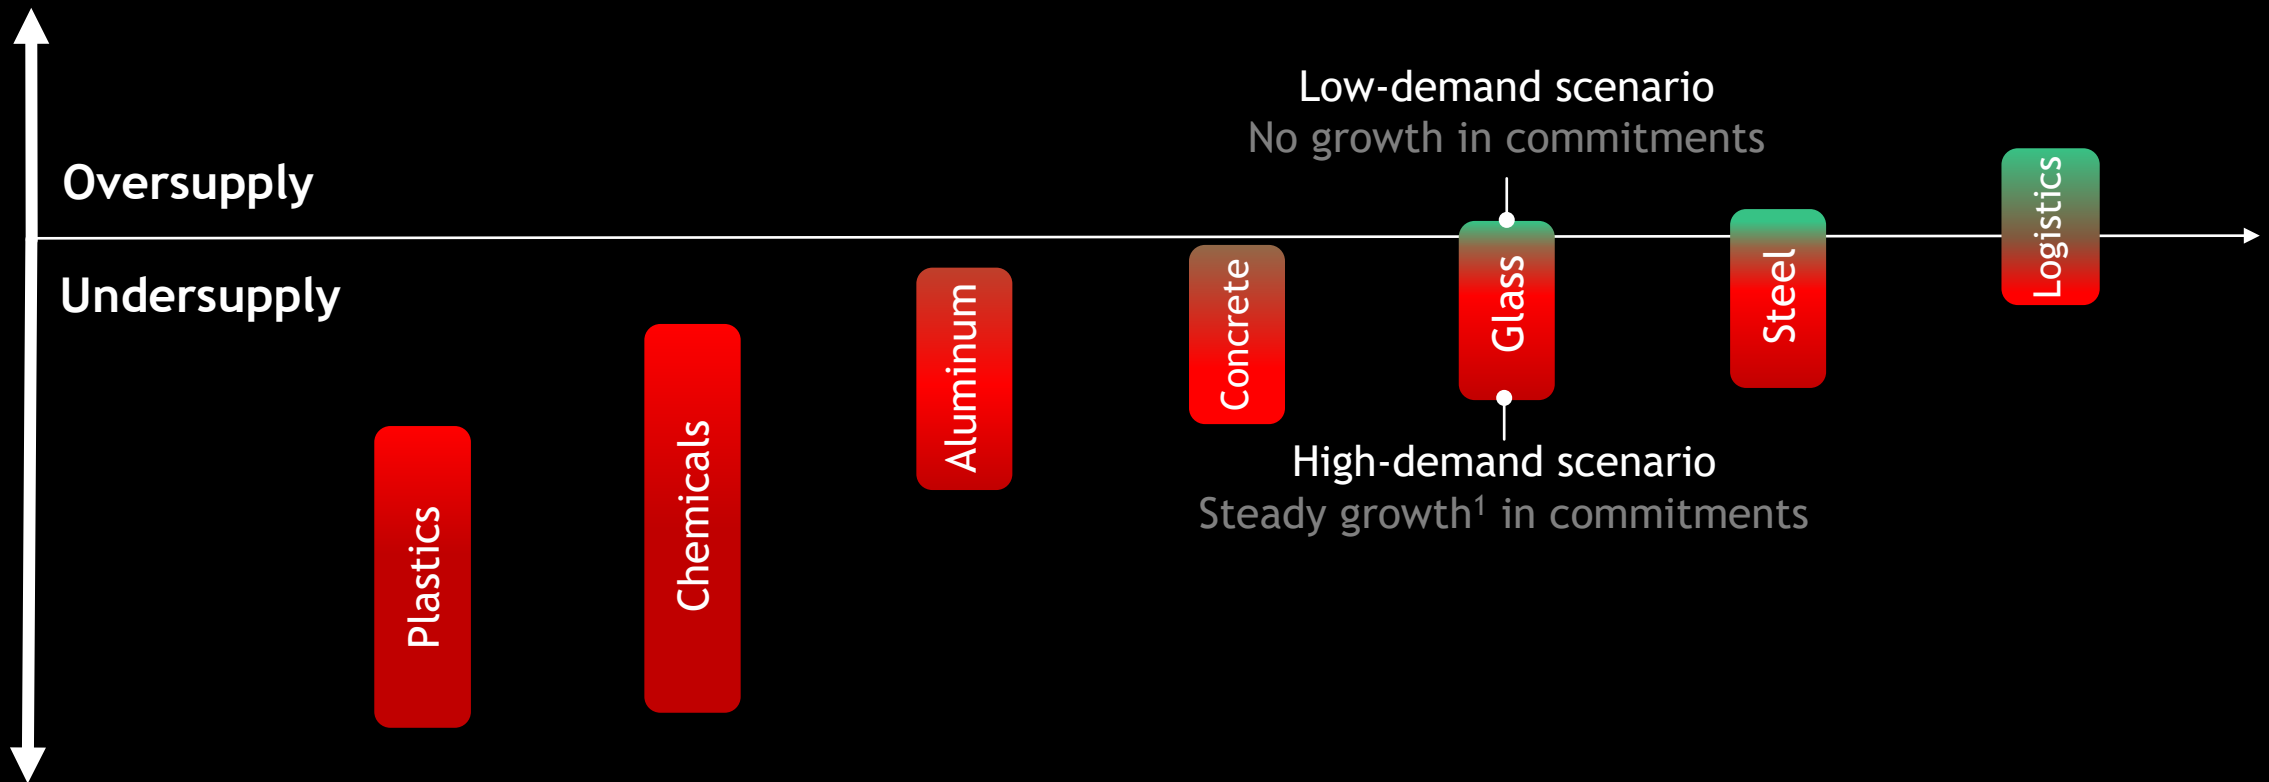 Low-demand scenario
No growth in commitments
Oversupply
Undersupply
Plastics
Chemicals
Aluminum
Concrete
Glass
Steel
Logistics
High-demand scenario
Steady growth¹ in commitments